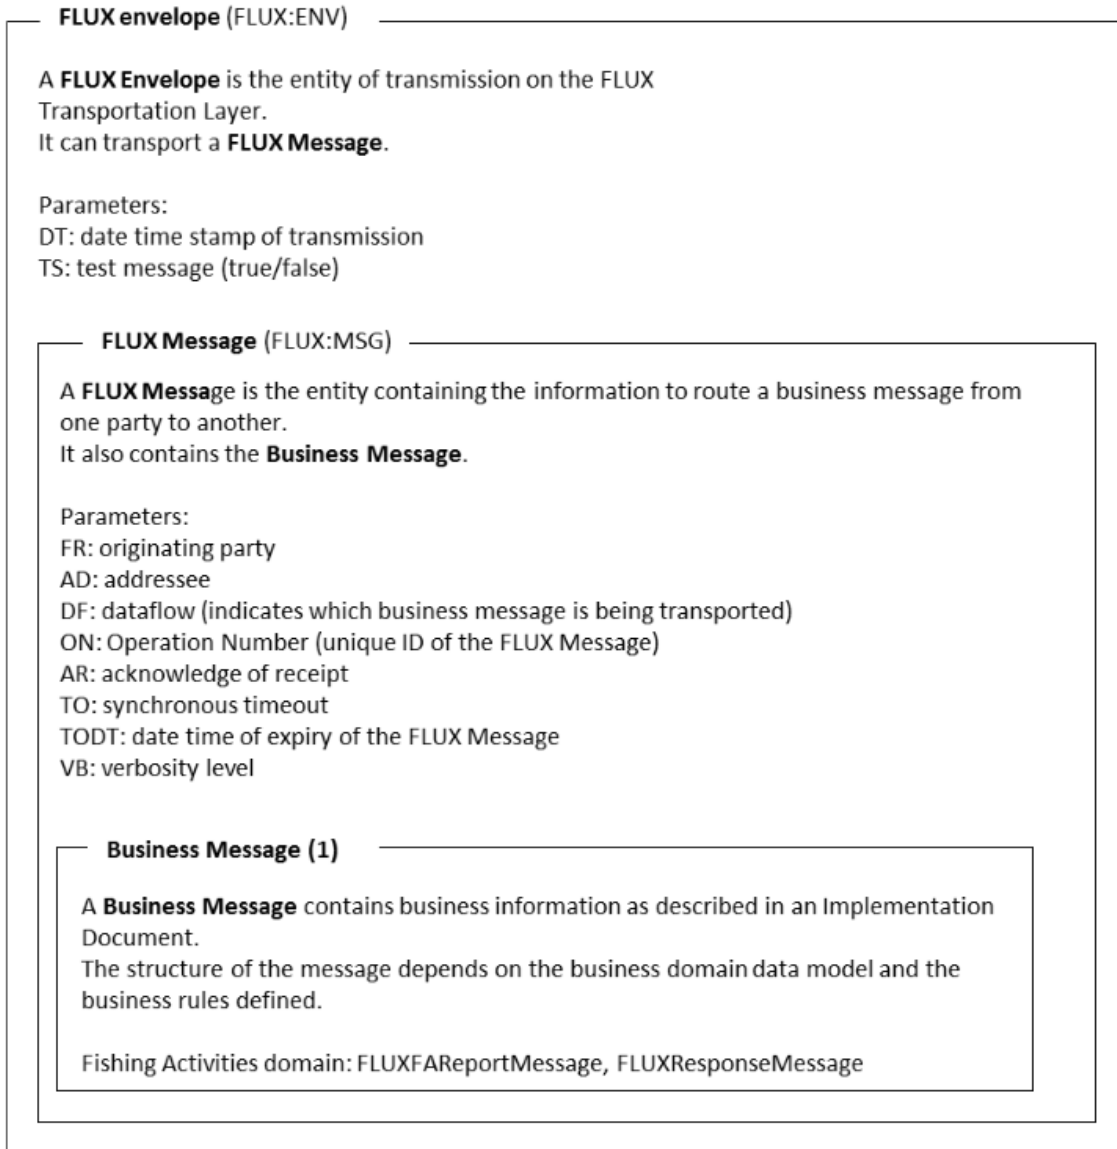 FLUX envelope (FLUX:ENV)
A FLUX Envelope is the entity of transmission on the FLUX
Transportation Layer.
It can transport a FLUX Message.
Parameters:
DT: date time stamp of transmission
TS: test message (true/false)
FLUX Message (FLUX:MSG)
A FLUX Message is the entity containing the information to route a business message from
one party to another.
It also contains the Business Message.
Parameters:
FR: originating party
AD: addressee
DF: dataflow (indicates which business message is being transported)
ON: Operation Number (unique ID of the FLUX Message)
AR: acknowledge of receipt
TO: synchronous timeout
TODT: date time of expiry of the FLUX Message
VB: verbosity level
Business Message (1)
A Business Message contains business information as described in an Implementation
Document.
The structure of the message depends on the business domain data model and the
business rules defined.
Fishing Activities domain: FLUXFAReportMessage, FLUXResponseMessage